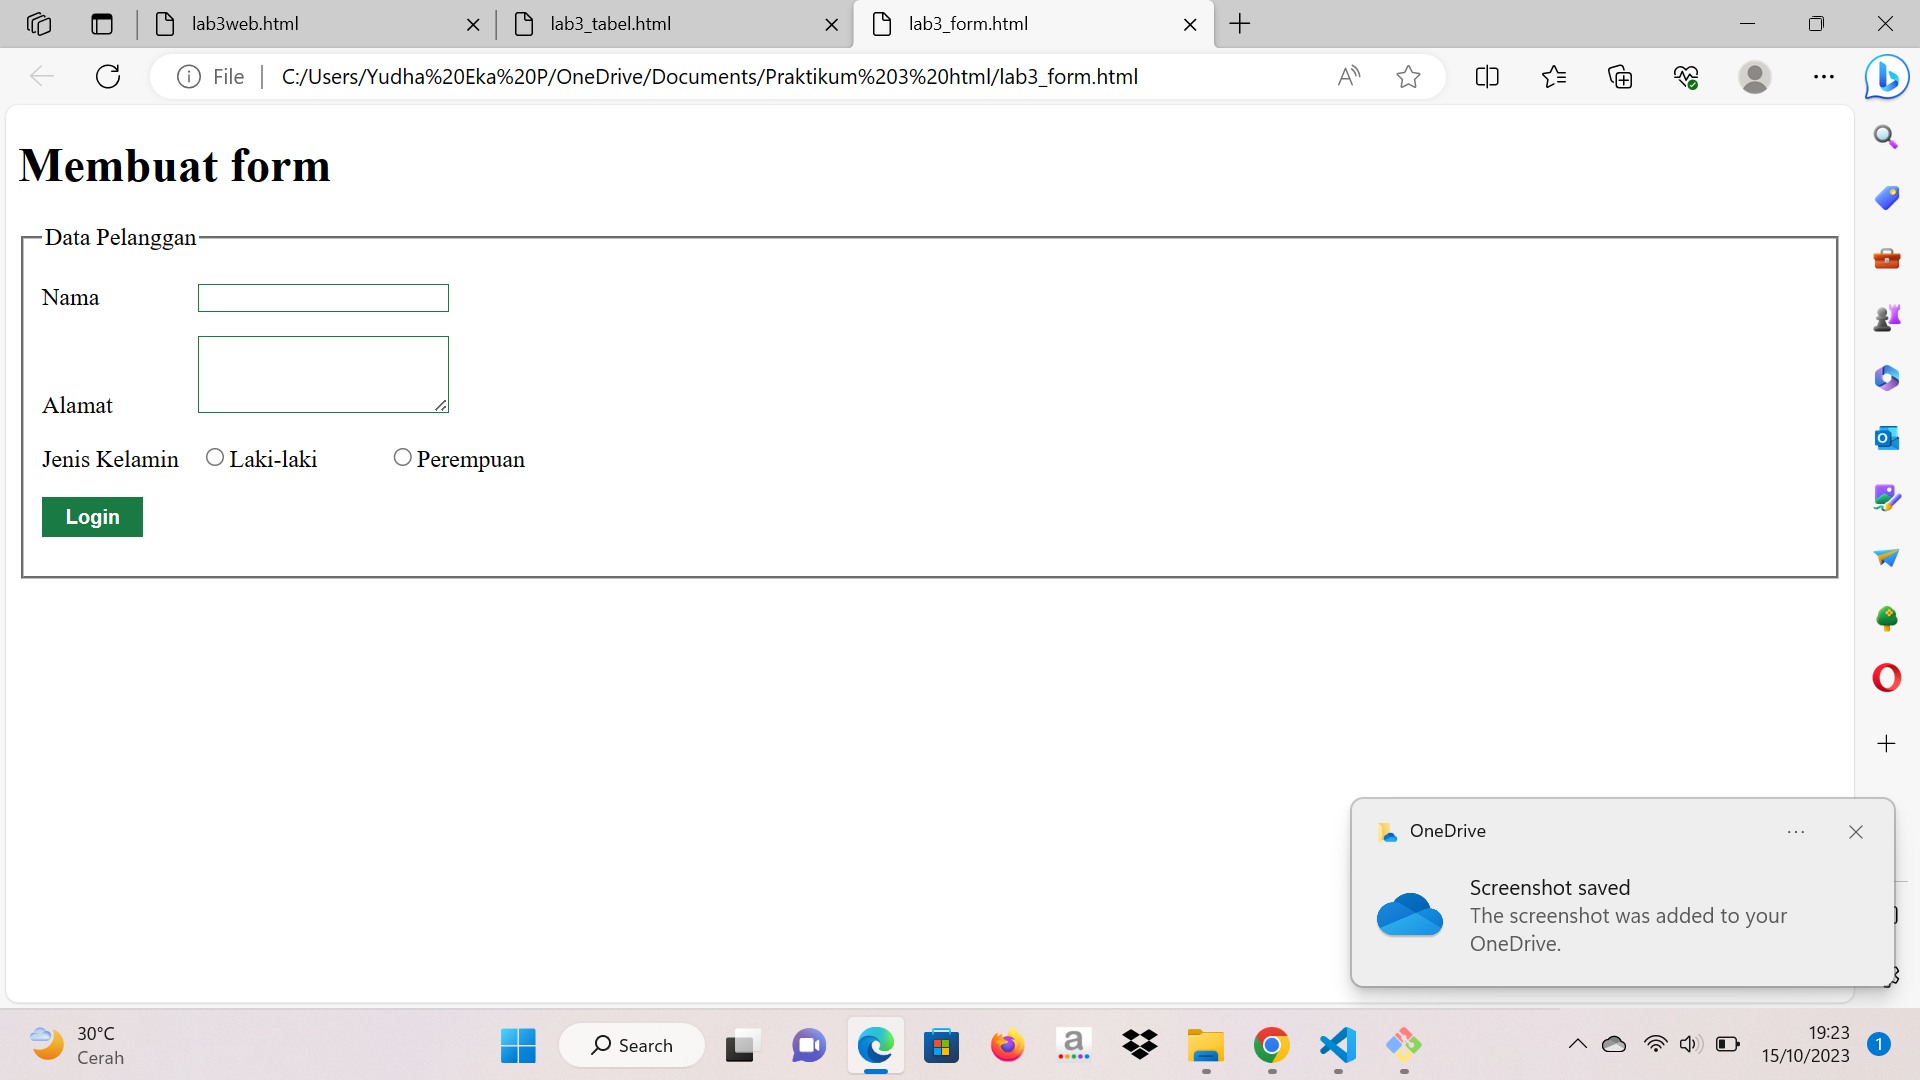 lab3web.html
lab3_tabel.html
lab3_form.html
File
C:/Users/Yudha%20Eka%20P/OneDrive/Documents/Praktikum%203%20html/lab3_form.html
Membuat form
Data Pelanggan
Nama
Alamat
Jenis Kelamin Laki-laki Perempuan
Login
OneDrive
Screenshot saved
The screenshot was added to your
OneDrive.
30°C
Cerah
Search
19:23
15/10/2023
1